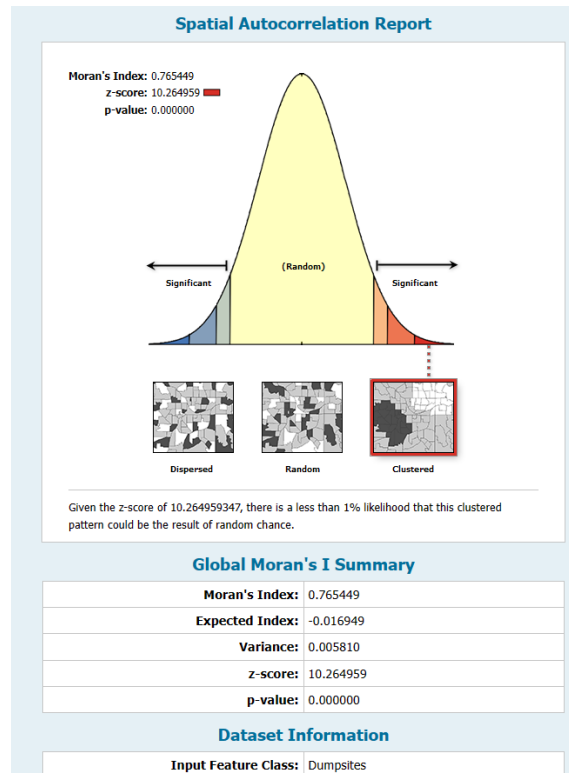 Spatial Autocorrelation Report
Moran's Index: 0.765449
z-score: 10.264959
p-value: 0.000000
(Random)
Significant
Significant
Dispersed
Random
Clustered
Given the z-score of 10.264959347, there is a less than 1% likelihood that this clustered
pattern could be the result of random chance.
Global Moran's I Summary
Moran's Index: 0.765449
Expected Index: -0.016949
Variance: 0.005810
z-score: 10.264959
p-value: 0.000000
Dataset Information
Input Feature Class: Dumpsites